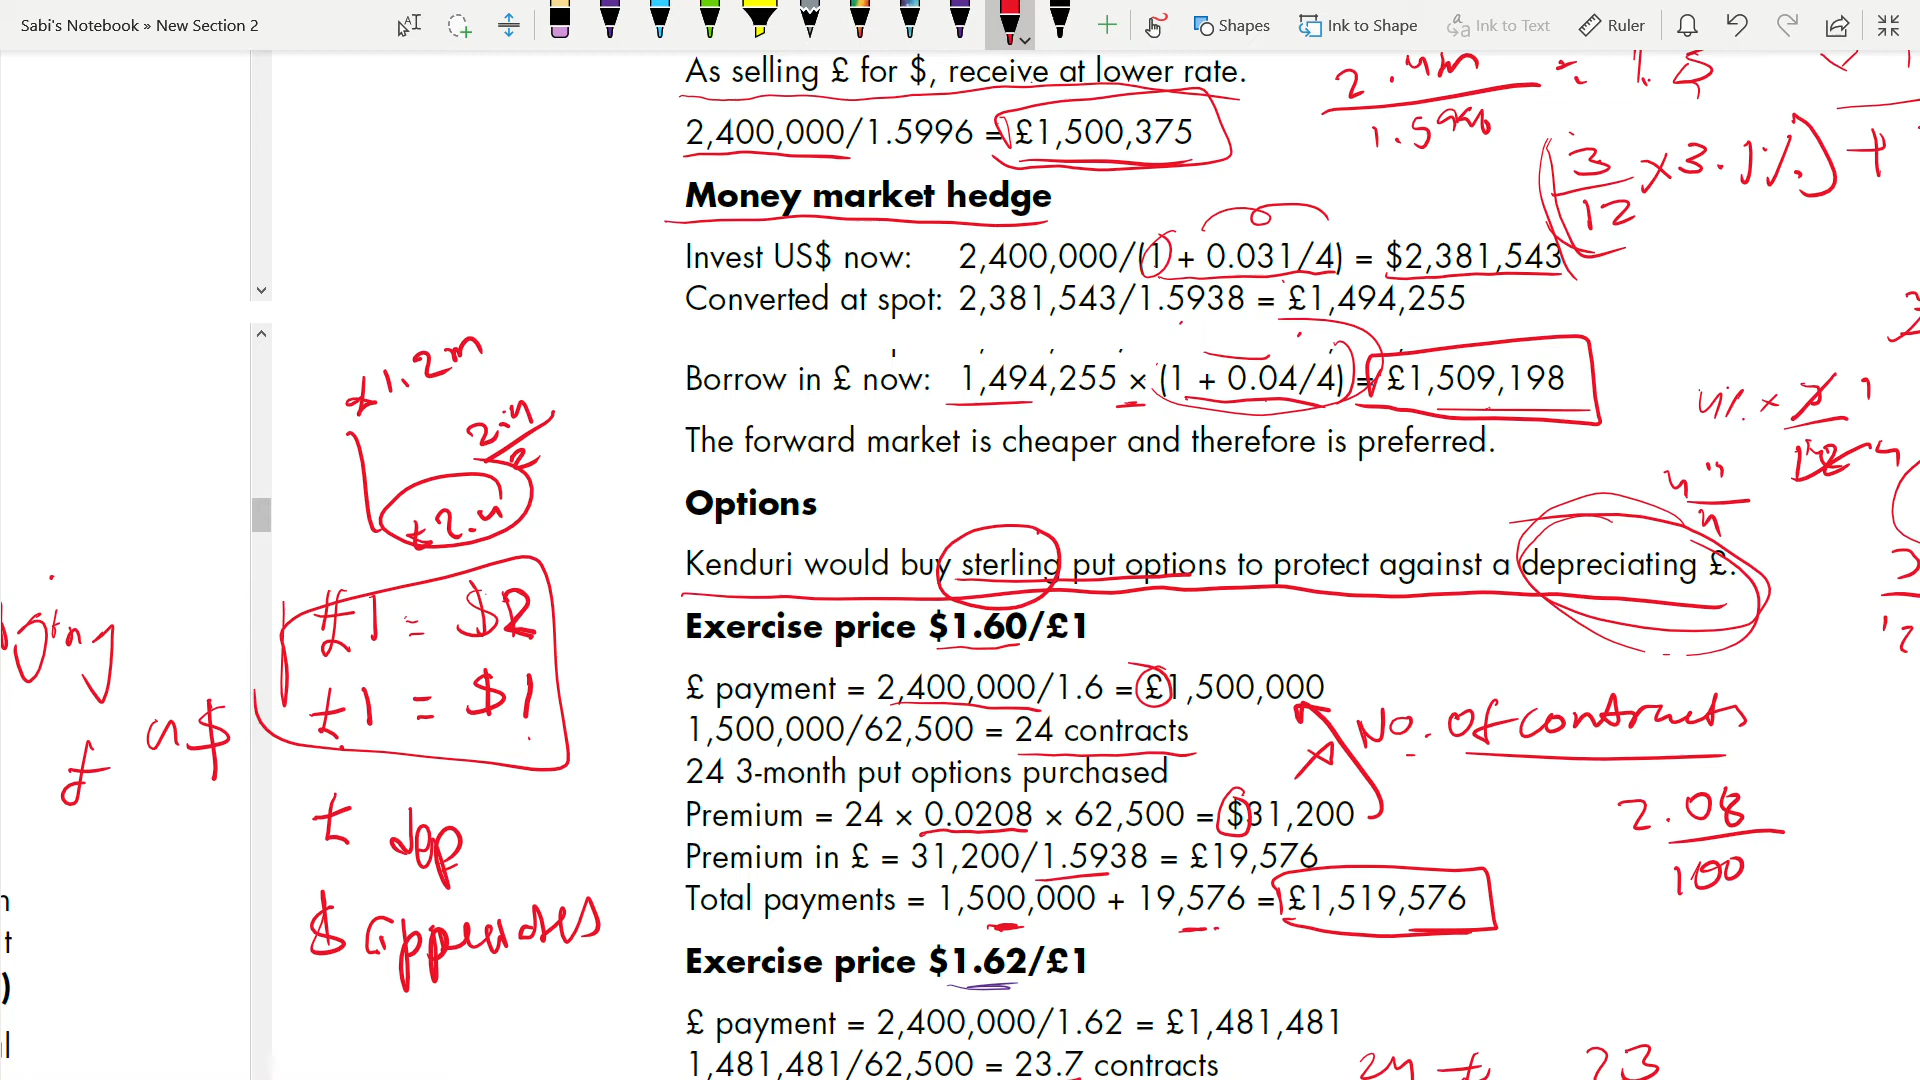 Sabi's Notebook » New Section 2
Shapes
Ink to Shape
Ink to Text
Ruler
As selling £ for $, receive at lower rate.
2,400,000/1.5996 = £1,500,375
2.4m
1.5996
3/12 × 3.1%) +
Money market hedge
Invest US$ now: 2,400,000/(1 + 0.031/4) = $2,381,543
Converted at spot: 2,381,543/1.5938 = £1,494,255
Borrow in £ now: 1,494,255 × (1 + 0.04/4) = £1,509,198
The forward market is cheaper and therefore is preferred.
£1.2m
Options
Kenduri would buy sterling put options to protect against a depreciating £.
£1 = $2
£1 = $1
£ dep
$ appreciates
Exercise price $1.60/£1
£ payment = 2,400,000/1.6 = £1,500,000
1,500,000/62,500 = 24 contracts
24 3-month put options purchased
Premium = 24 × 0.0208 × 62,500 = $31,200
Premium in £ = 31,200/1.5938 = £19,576
Total payments = 1,500,000 + 19,576 = £1,519,576
No. of contracts
2.08
100
Exercise price $1.62/£1
£ payment = 2,400,000/1.62 = £1,481,481
1,481,481/62,500 = 23.7 contracts